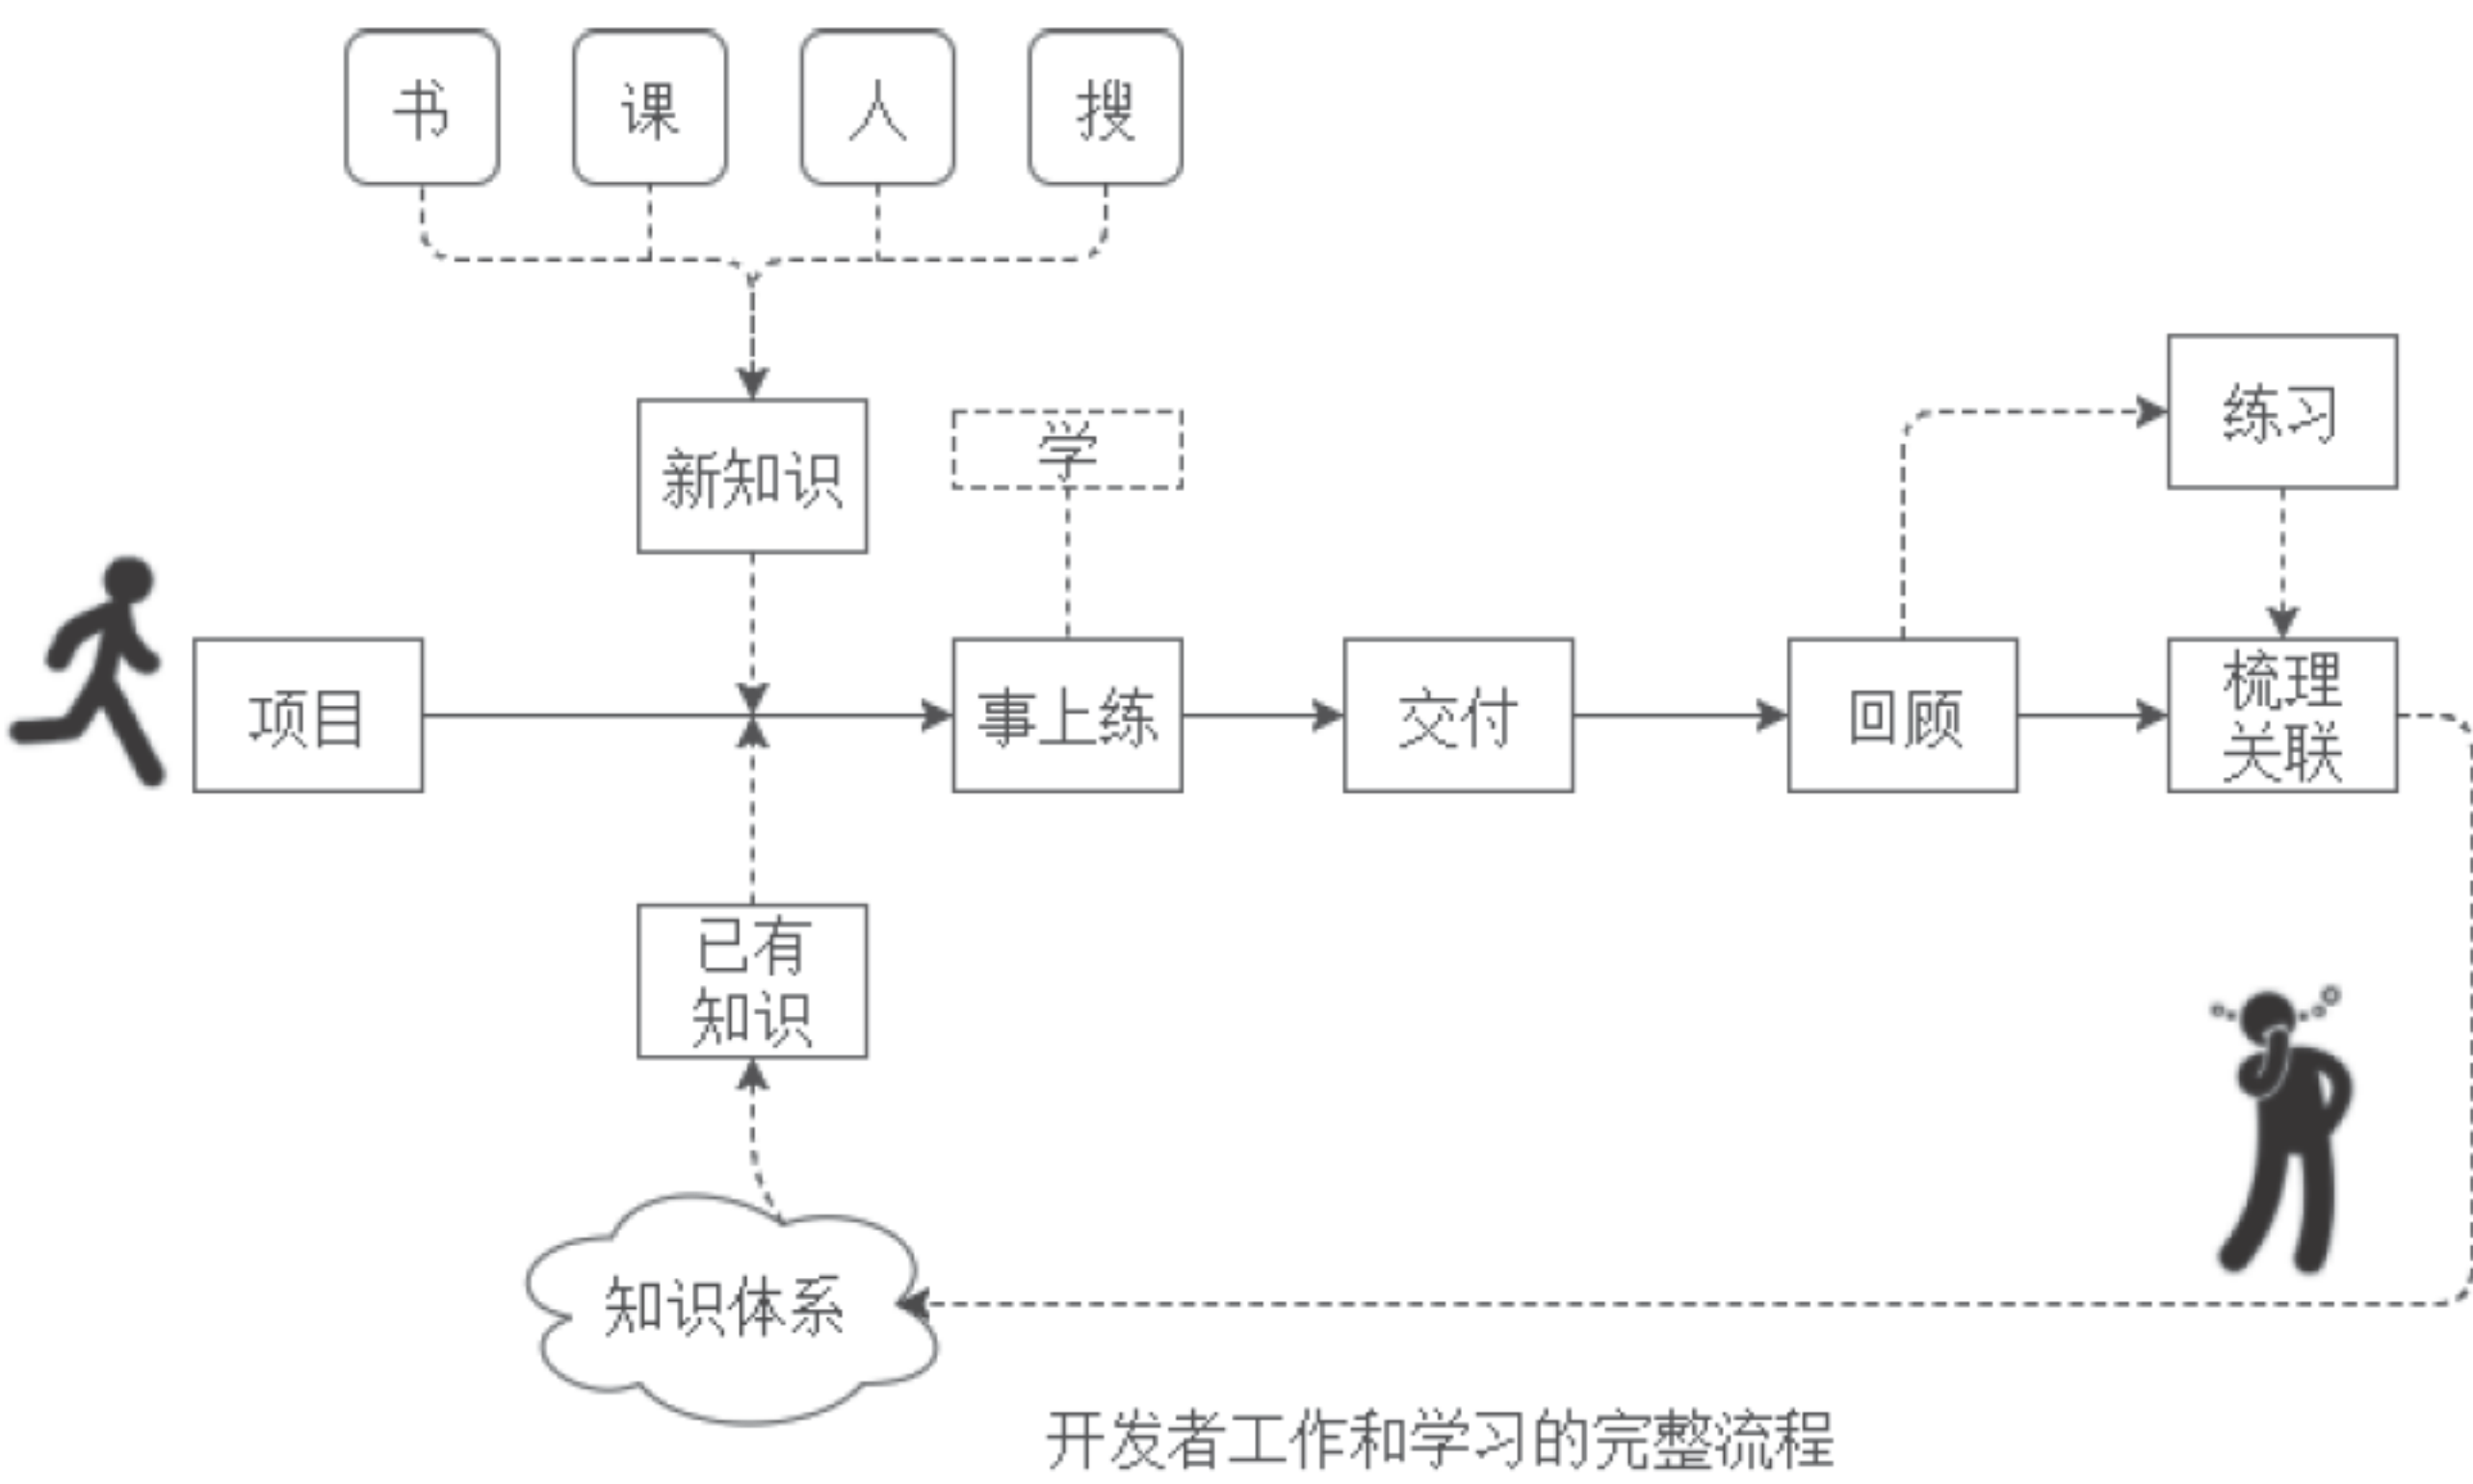 书
课
人
搜
新知识
学
练习
项目
事上练
交付
回顾
梳理
关联
已有
知识
知识体系
开发者工作和学习的完整流程